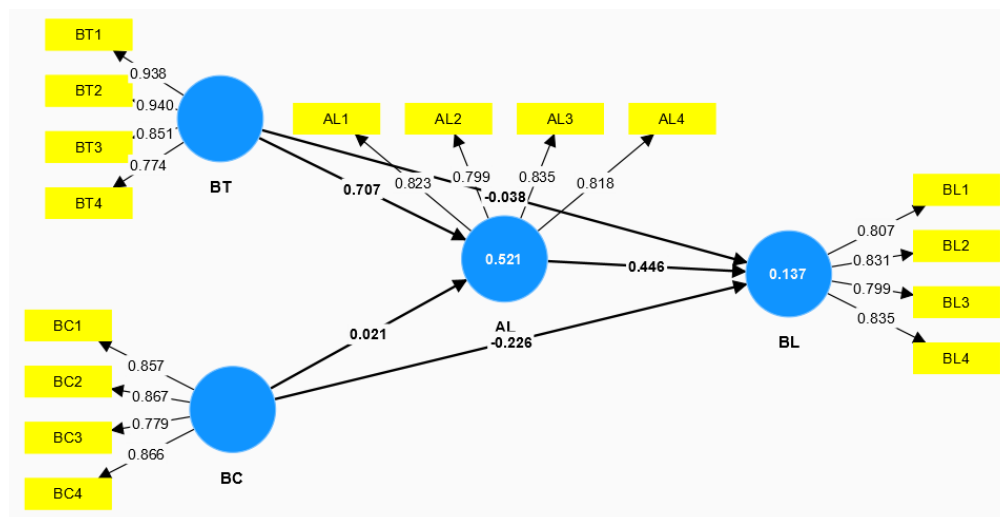 BT1
BT2
BT3
BT4
0.938
0.940
0.851
0.774
BT
AL1
AL2
AL3
AL4
0.823
0.799
0.835
0.818
0.707
-0.038
0.521
AL
0.446
0.021
-0.226
BC1
BC2
BC3
BC4
0.857
0.867
0.779
0.866
BC
0.137
BL
0.807
0.831
0.799
0.835
BL1
BL2
BL3
BL4